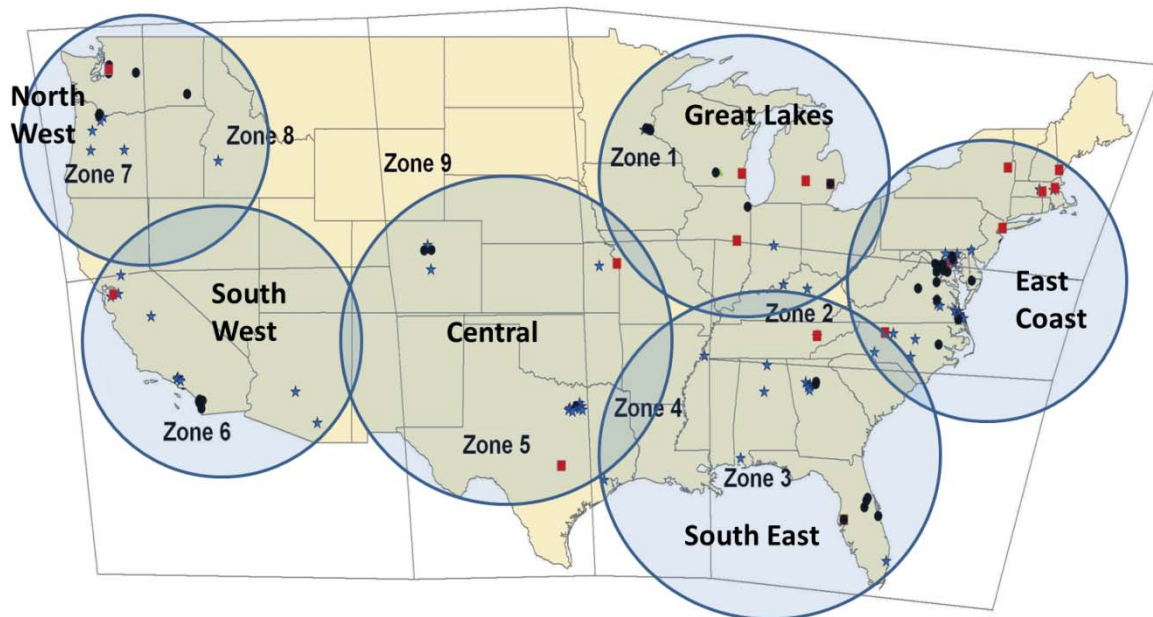 North
West
Zone 8
Zone 7
Zone 9
Great Lakes
Zone 1
South
West
Central
East
Coast
Zone 2
Zone 6
Zone 5
Zone 4
Zone 3
South East